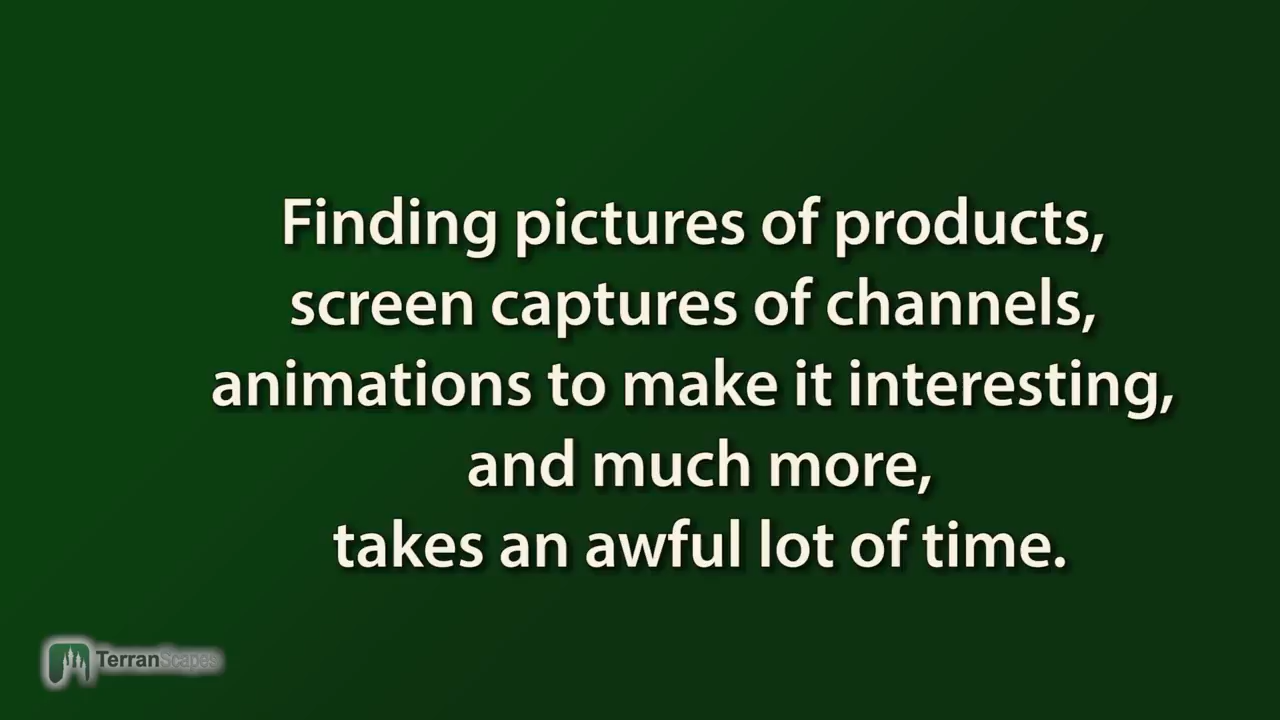 Finding pictures of products,
screen captures of channels,
animations to make it interesting,
and much more,
takes an awful lot of time.
TerranScapes